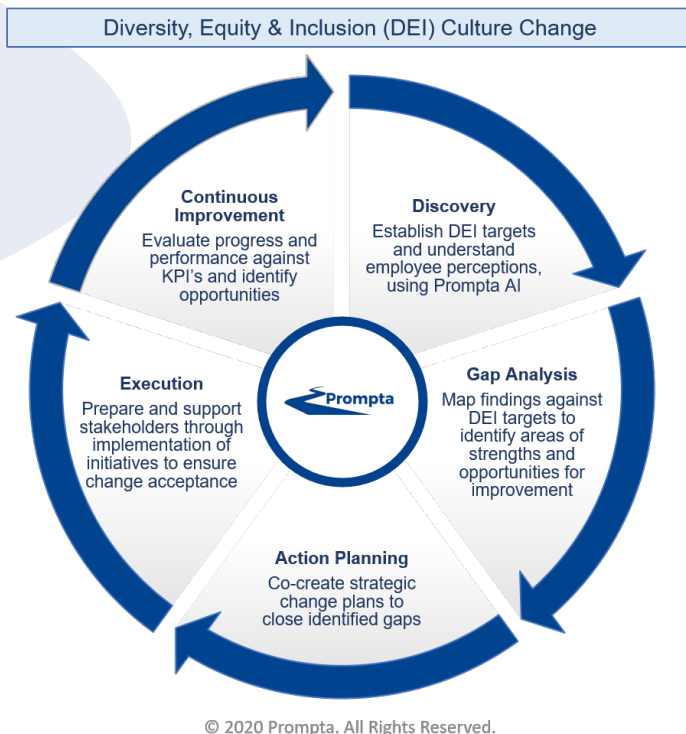 Diversity, Equity & Inclusion (DEI) Culture Change
Discovery
Establish DEI targets
and understand
employee perceptions,
using Prompta AI
Gap Analysis
Map findings against
DEI targets to
identify areas of
strengths and
opportunities for
improvement
Action Planning
Co-create strategic
change plans to
close identified gaps
Execution
Prepare and support
stakeholders through
implementation of
initiatives to ensure
change acceptance
Continuous
Improvement
Evaluate progress and
performance against
KPI's and identify
opportunities
Prompta
© 2020 Prompta. All Rights Reserved.